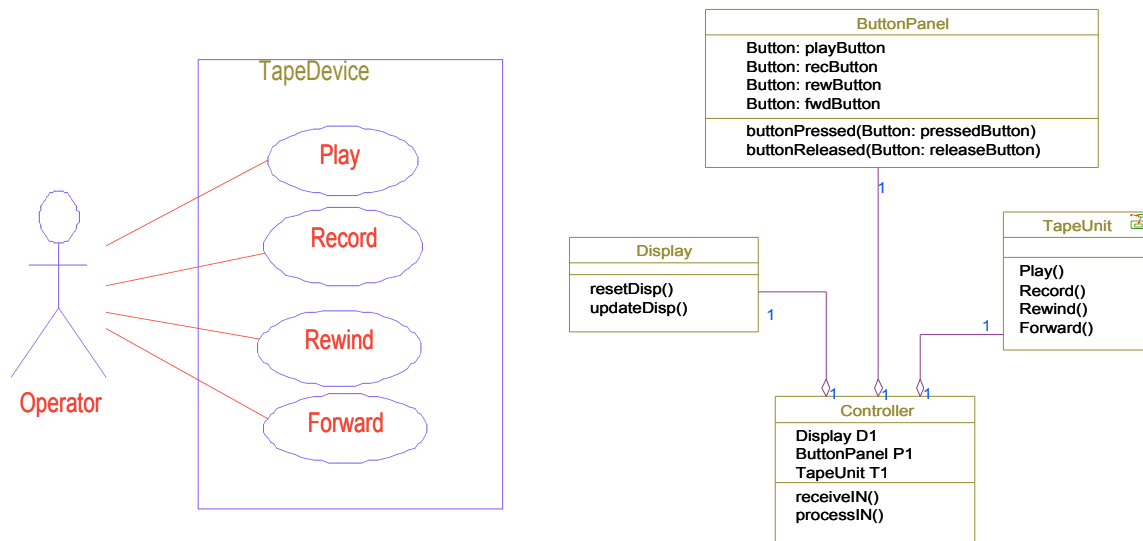 TapeDevice
Play
Record
Rewind
Forward
Operator
ButtonPanel
Button: playButton
Button: recButton
Button: rewButton
Button: fwdButton
buttonPressed(Button: pressedButton)
buttonReleased(Button: releaseButton)
1
Display
resetDisp()
updateDisp()
1
TapeUnit
Play()
Record()
Rewind()
Forward()
1
1
1
1
Controller
Display D1
ButtonPanel P1
TapeUnit T1
receiveIN()
processIN()